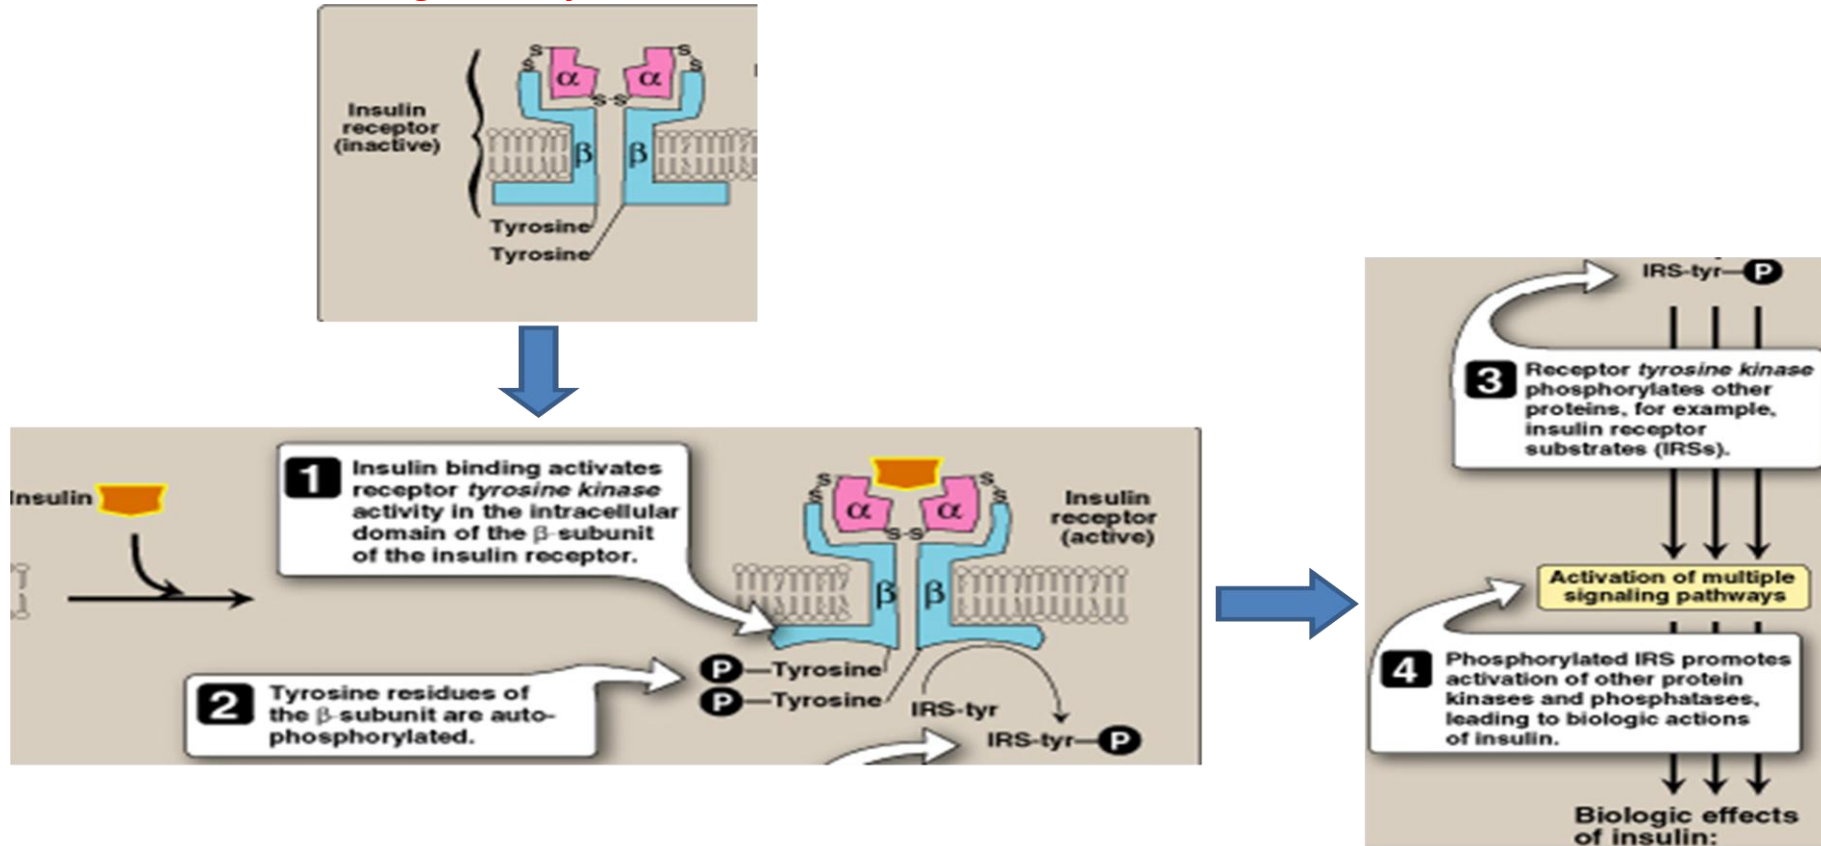 S
S
α
α
S
S
S-S
Insulin
receptor
(inactive)
β
β
Tyrosine
Tyrosine
Insulin
1
Insulin binding activates
receptor tyrosine kinase
activity in the intracellular
domain of the β-subunit
of the insulin receptor.
S
S
α
α
S
S
S-S
Insulin
receptor
(active)
β
β
P—Tyrosine
P—Tyrosine
2
Tyrosine residues of
the β-subunit are auto-
phosphorylated.
IRS-tyr
IRS-tyr—P
IRS-tyr—P
3
Receptor tyrosine kinase
phosphorylates other
proteins, for example,
insulin receptor
substrates (IRSs).
Activation of multiple
signaling pathways
4
Phosphorylated IRS promotes
activation of other protein
kinases and phosphatases,
leading to biologic actions
of insulin.
Biologic effects
of insulin: